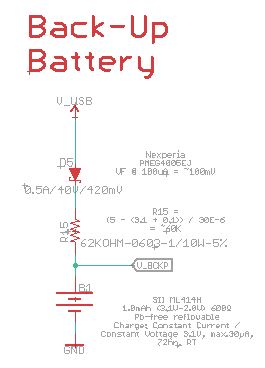 Back-Up
Battery
V_USB
D5
Nexperia
PMEG4005EJ
VF @ 100µA = ~100mV
0.5A/40V/420mV
R15
R15 =
(5 - (3.1 + 0.1)) / 30E-6
= ~60K
62KOHM-0603-1/10W-5%
V_BCKP
B1
SII ML414H
1.0mAh (3.1V-2.0V) 600Ω
Pb-free reflowable
Charge: Constant Current /
Constant Voltage 3.1V, max.30µA,
72hr, RT
GND